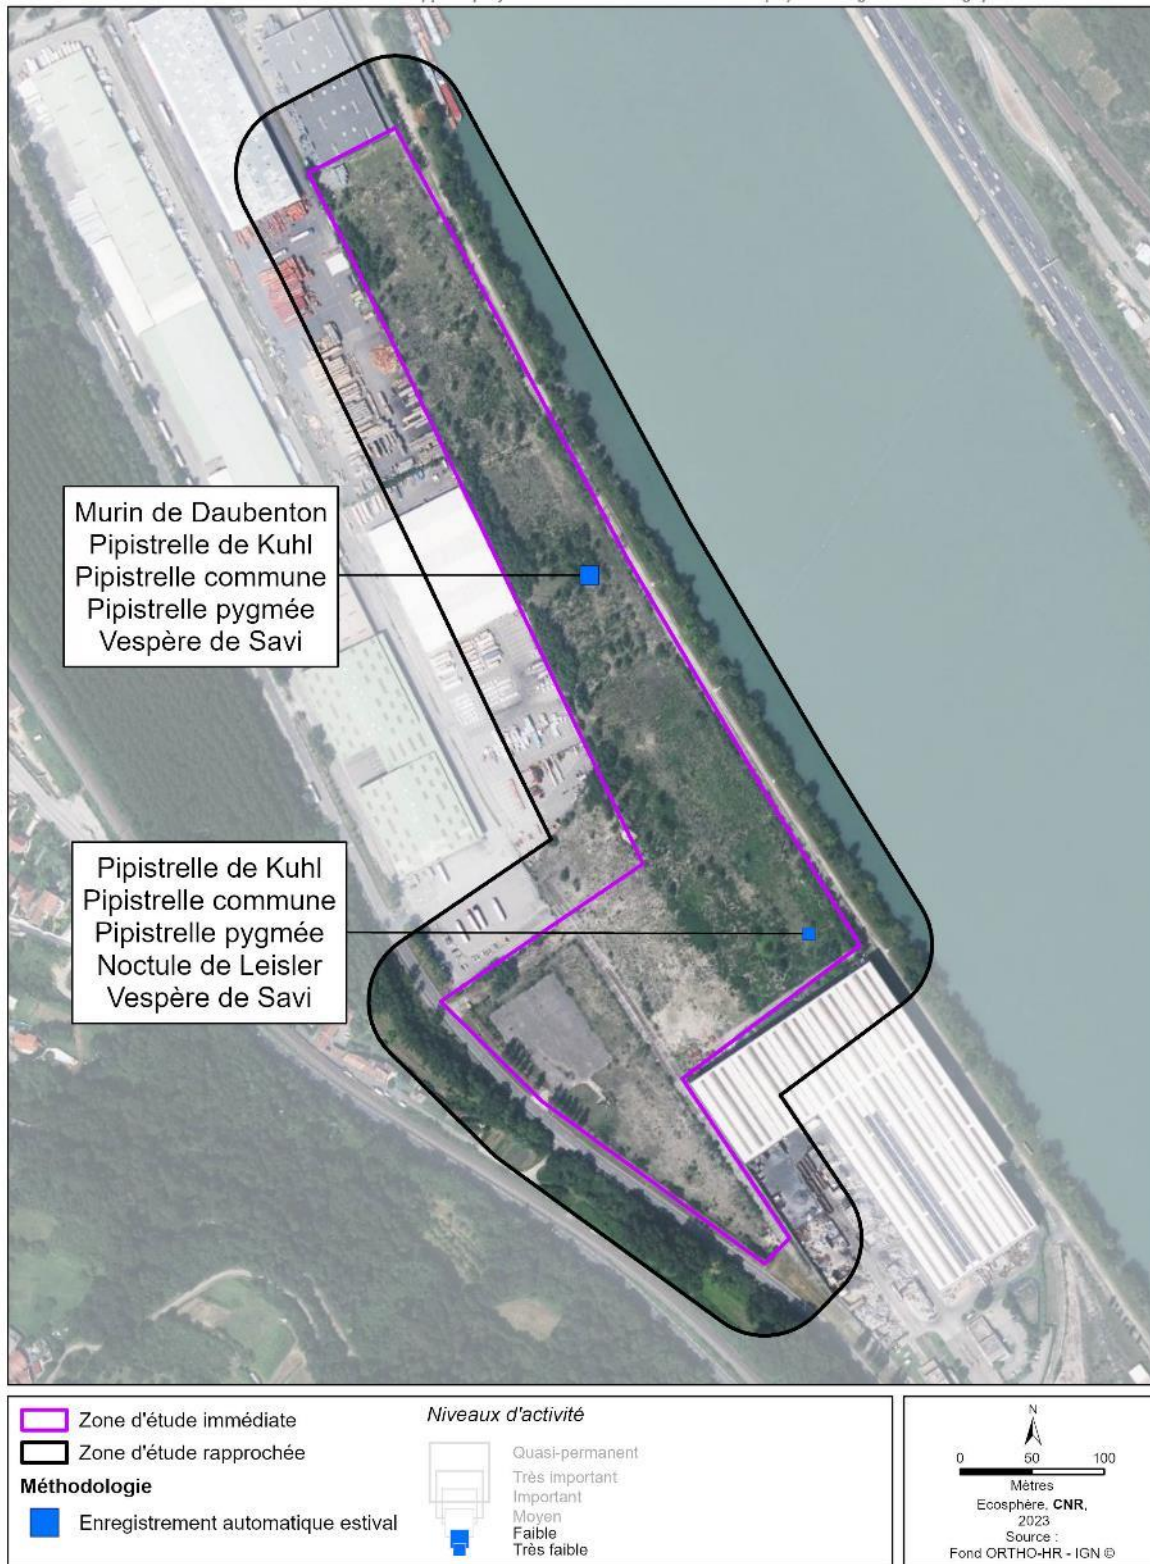 Murin de Daubenton
Pipistrelle de Kuhl
Pipistrelle commune
Pipistrelle pygmée
Vespère de Savi
Pipistrelle de Kuhl
Pipistrelle commune
Pipistrelle pygmée
Noctule de Leisler
Vespère de Savi
Zone d'étude immédiate
Zone d'étude rapprochée
Méthodologie
Enregistrement automatique estival
Niveaux d'activité
Quasi-permanent
Très important
Important
Moyen
Faible
Très faible
N
0 50 100
Mètres
Ecosphère, CNR,
2023
Source :
Fond ORTHO-HR - IGN ©